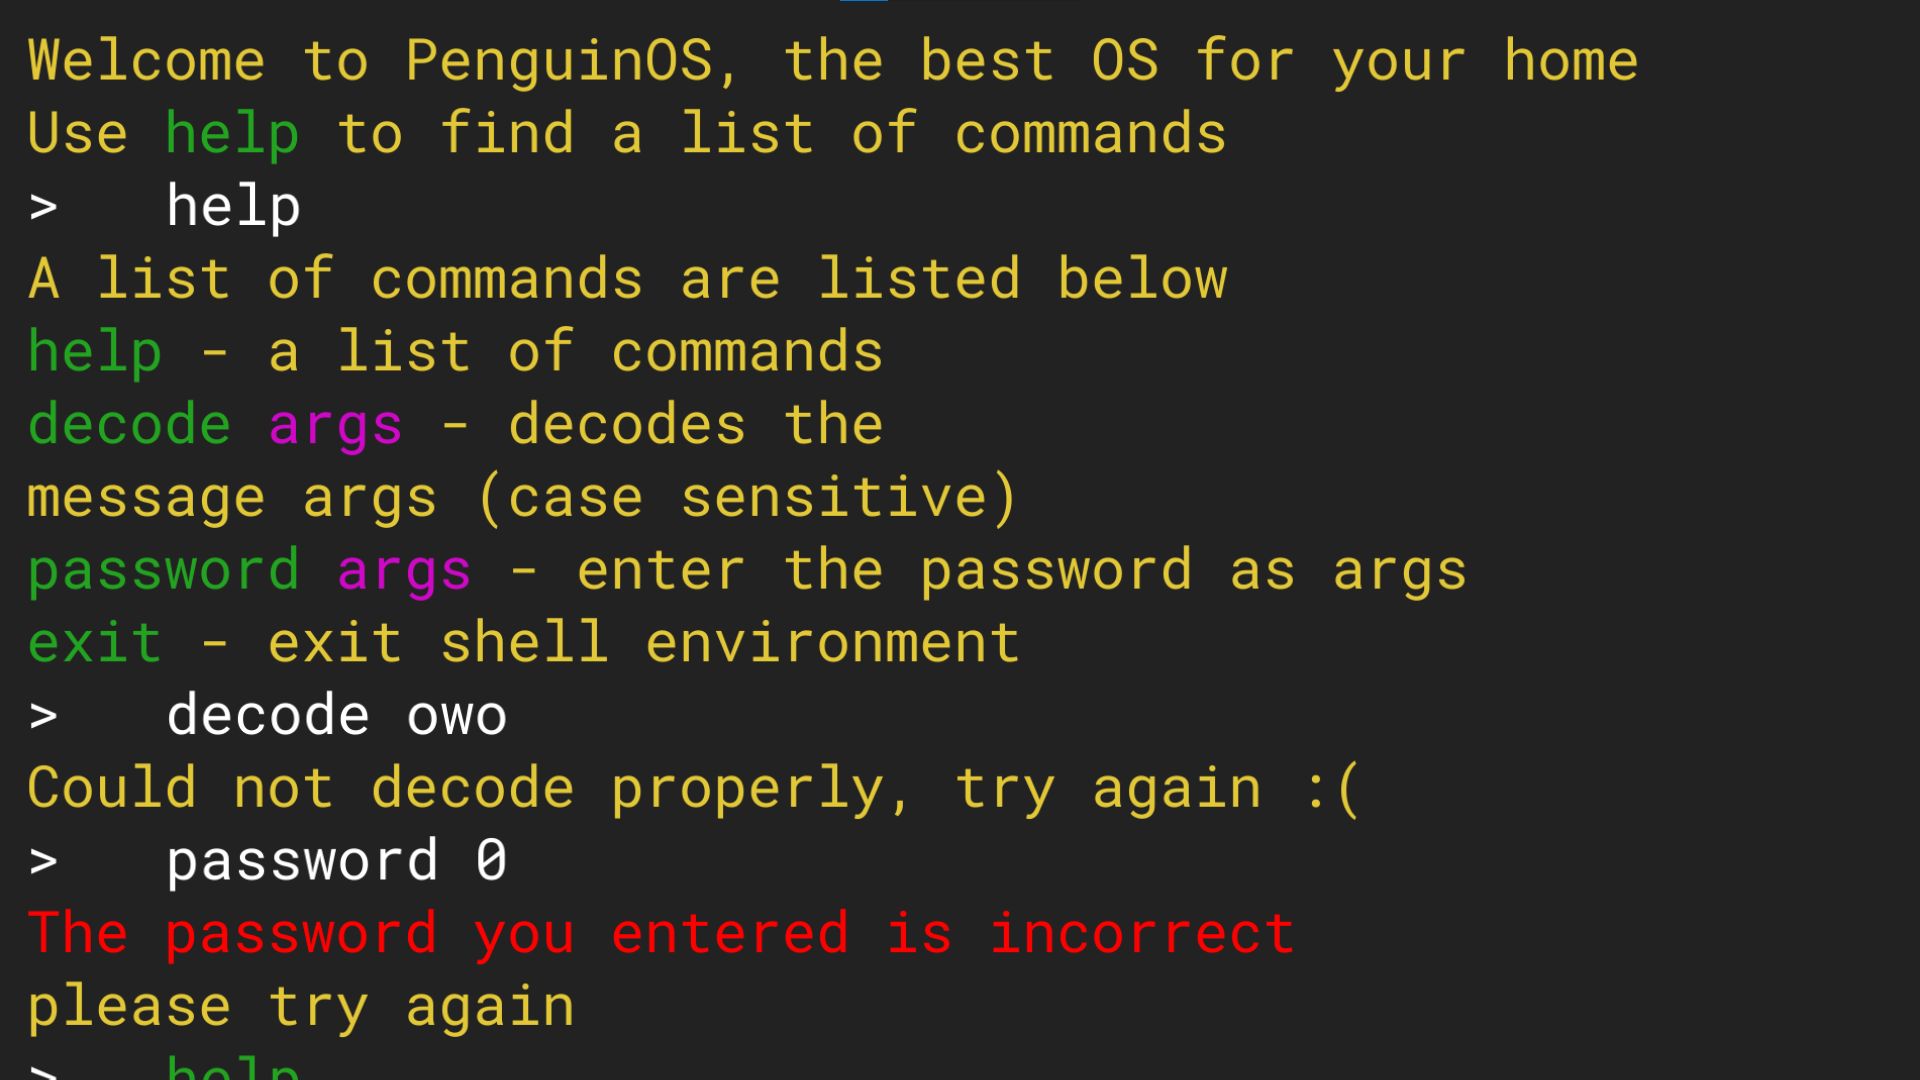 Welcome to PenguinOS, the best OS for your home
Use help to find a list of commands
>   help
A list of commands are listed below
help - a list of commands
decode args - decodes the
message args (case sensitive)
password args - enter the password as args
exit - exit shell environment
>   decode owo
Could not decode properly, try again :(
>   password 0
The password you entered is incorrect
please try again
>   help